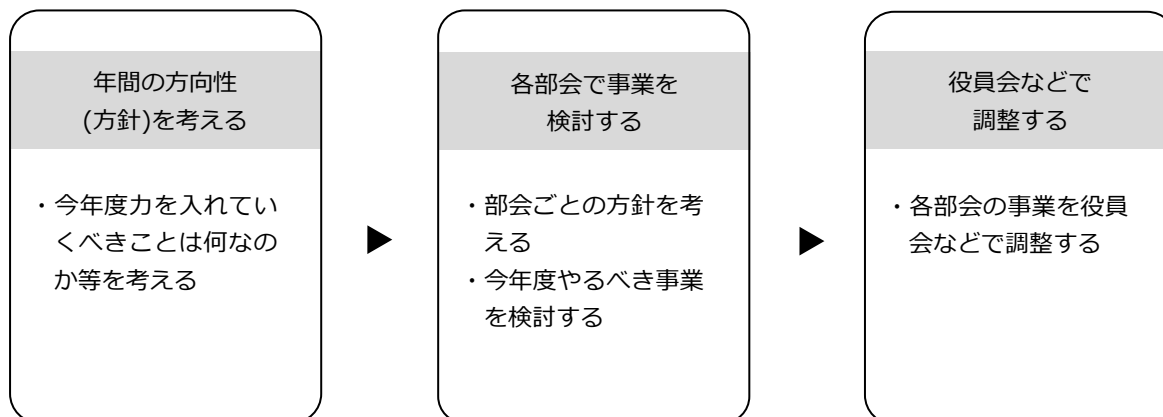 年間の方向性
(方針)を考える
・今年度力を入れてい
くべきことは何なの
か等を考える
▶
各部会で事業を
検討する
・部会ごとの方針を考
える
・今年度やるべき事業
を検討する
▶
役員会などで
調整する
・各部会の事業を役員
会などで調整する